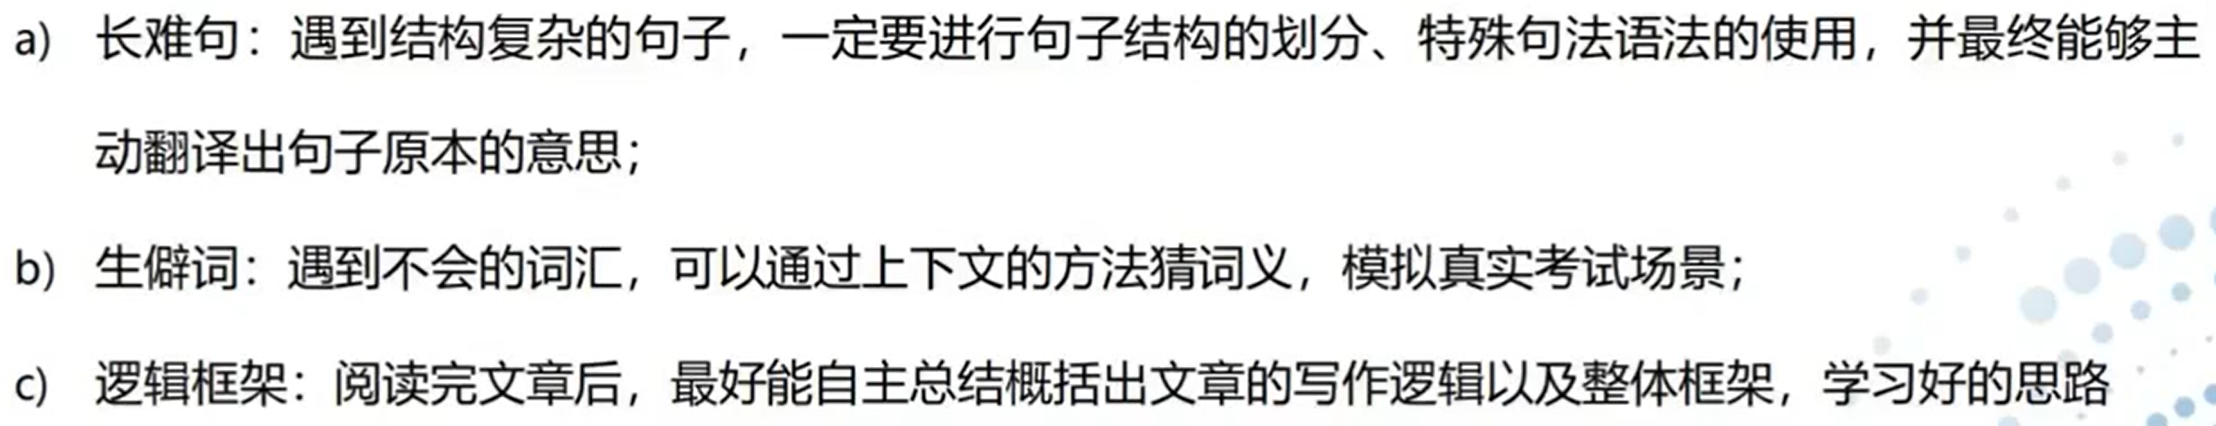 a) 长难句：遇到结构复杂的句子，一定要进行句子结构的划分、特殊句法语法的使用，并最终能够主
动翻译出句子原本的意思；
b) 生僻词：遇到不会的词汇，可以通过上下文的方法猜词义，模拟真实考试场景；
c) 逻辑框架：阅读完文章后，最好能自主总结概括出文章的写作逻辑以及整体框架，学习好的思路